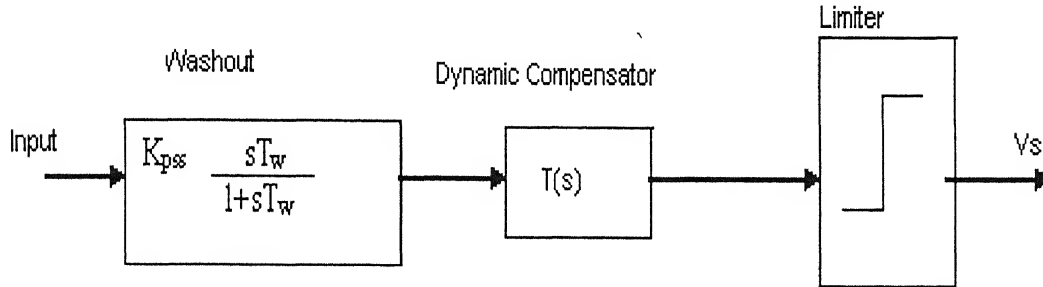 Limiter
Washout
Dynamic Compensator
Input
Kpss sTw
1+sTw
T(s)
Vs